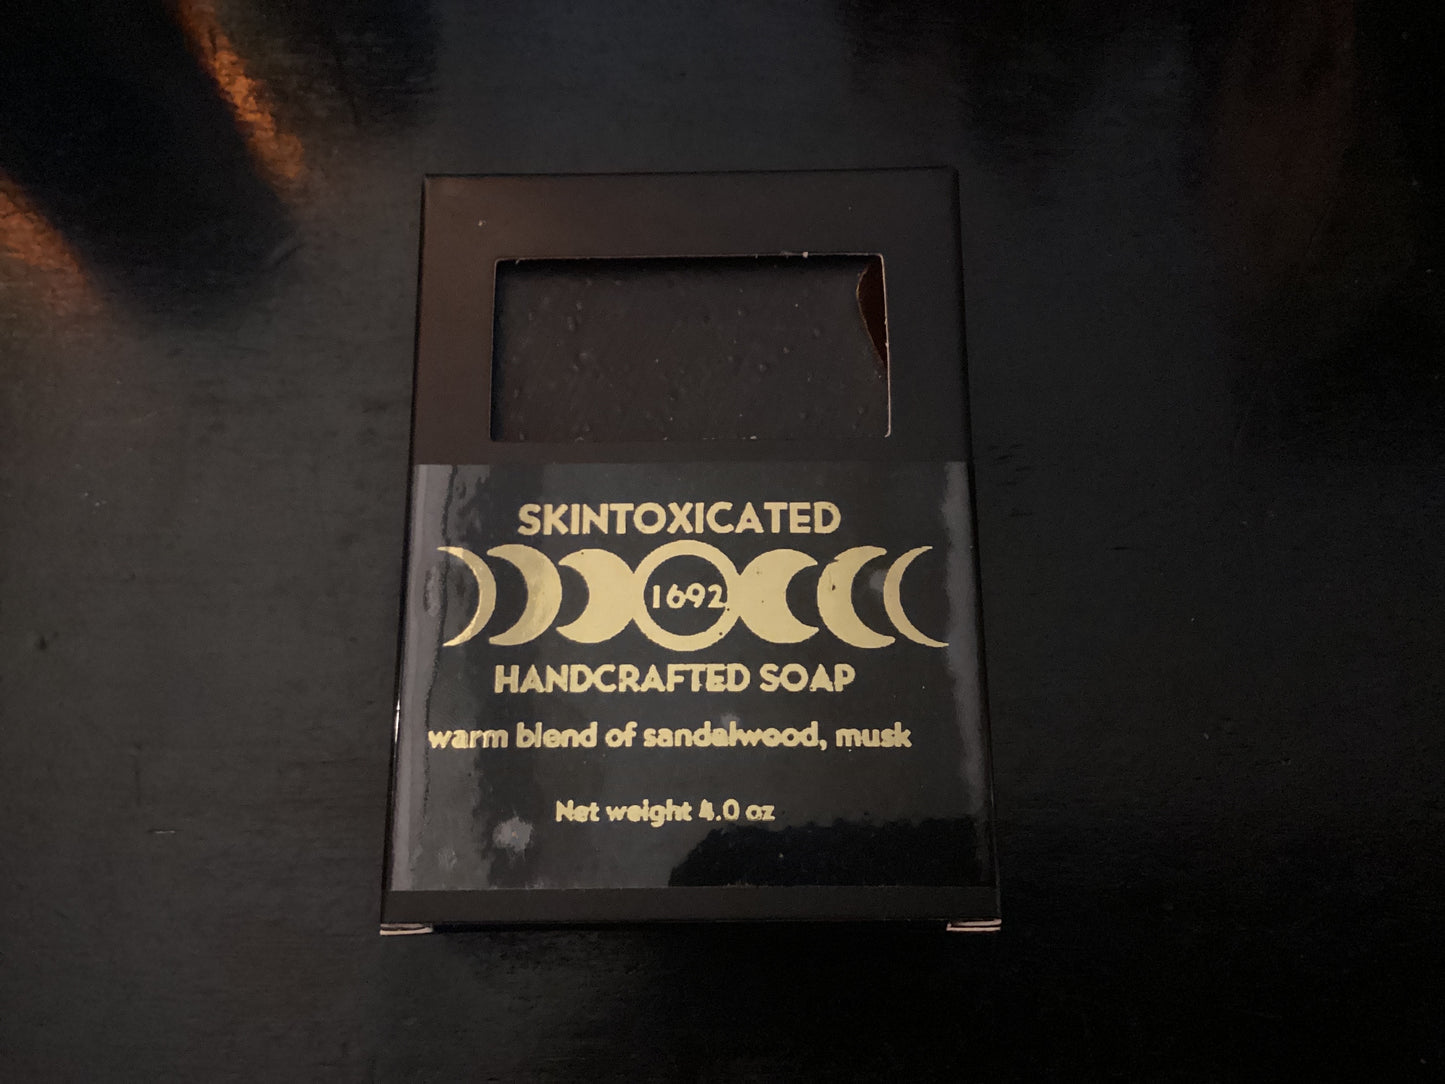 SKINTOXICATED
1692
HANDCRAFTED SOAP
warm blend of sandalwood, musk
Net weight 4.0 oz